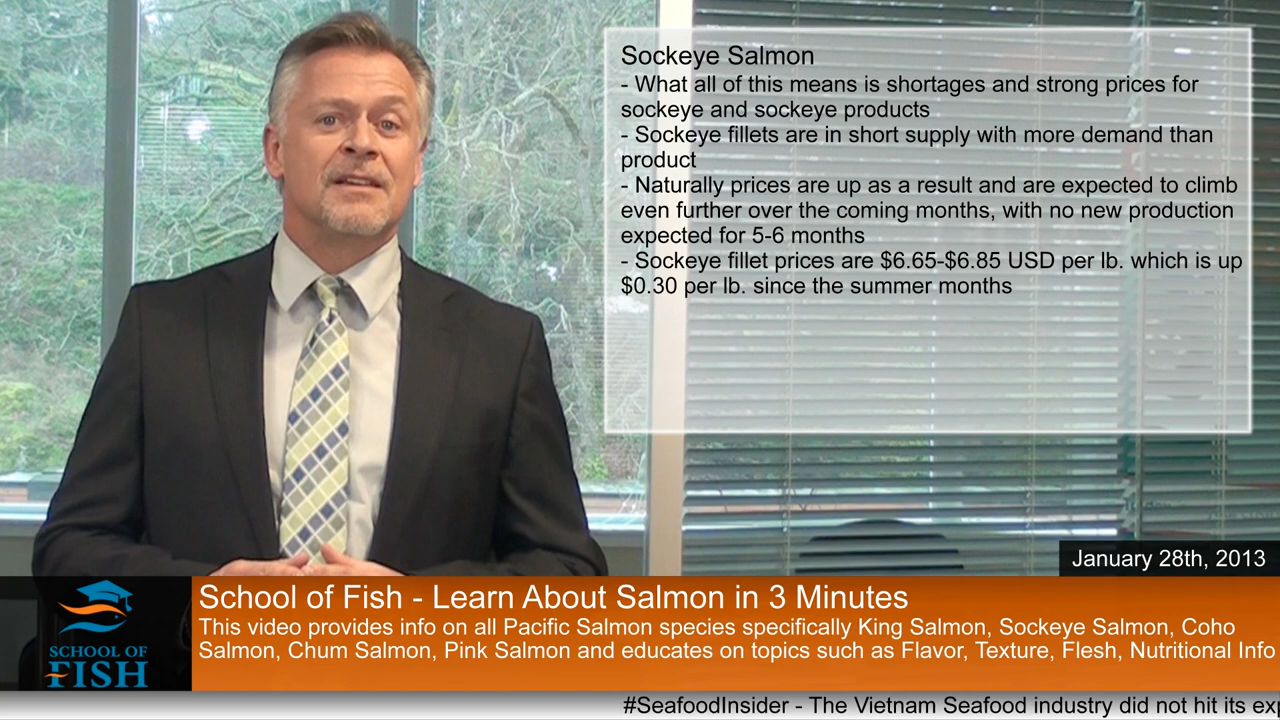 Sockeye Salmon
- What all of this means is shortages and strong prices for
sockeye and sockeye products
- Sockeye fillets are in short supply with more demand than
product
- Naturally prices are up as a result and are expected to climb
even further over the coming months, with no new production
expected for 5-6 months
- Sockeye fillet prices are $6.65-$6.85 USD per lb. which is up
$0.30 per lb. since the summer months
January 28th, 2013
School of Fish - Learn About Salmon in 3 Minutes
This video provides info on all Pacific Salmon species specifically King Salmon, Sockeye Salmon, Coho
Salmon, Chum Salmon, Pink Salmon and educates on topics such as Flavor, Texture, Flesh, Nutritional Info
SCHOOL OF
FISH
#SeafoodInsider - The Vietnam Seafood industry did not hit its exp